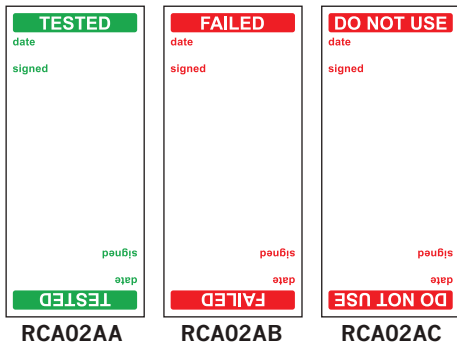 TESTED
date
signed
signed
date
TESTED
RCA02AA
FAILED
date
signed
signed
date
FAILED
RCA02AB
DO NOT USE
date
signed
signed
date
DO NOT USE
RCA02AC